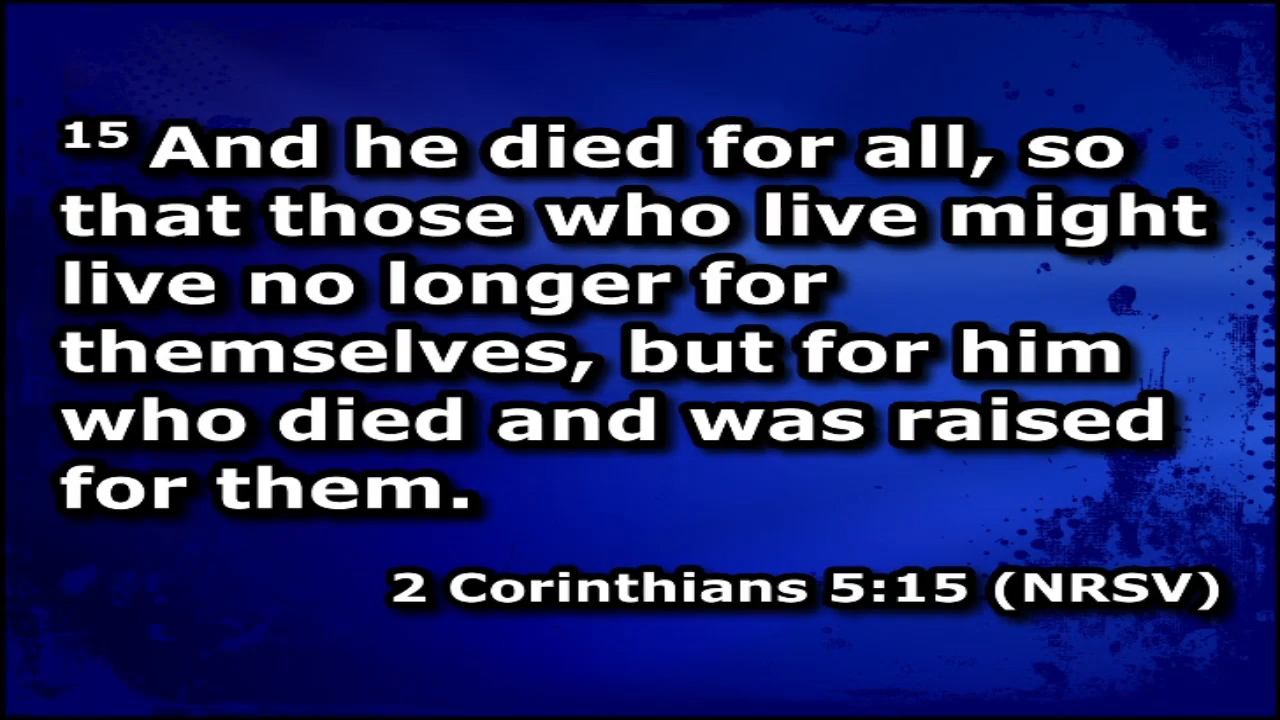 15 And he died for all, so
that those who live might
live no longer for
themselves, but for him
who died and was raised
for them.
2 Corinthians 5:15 (NRSV)